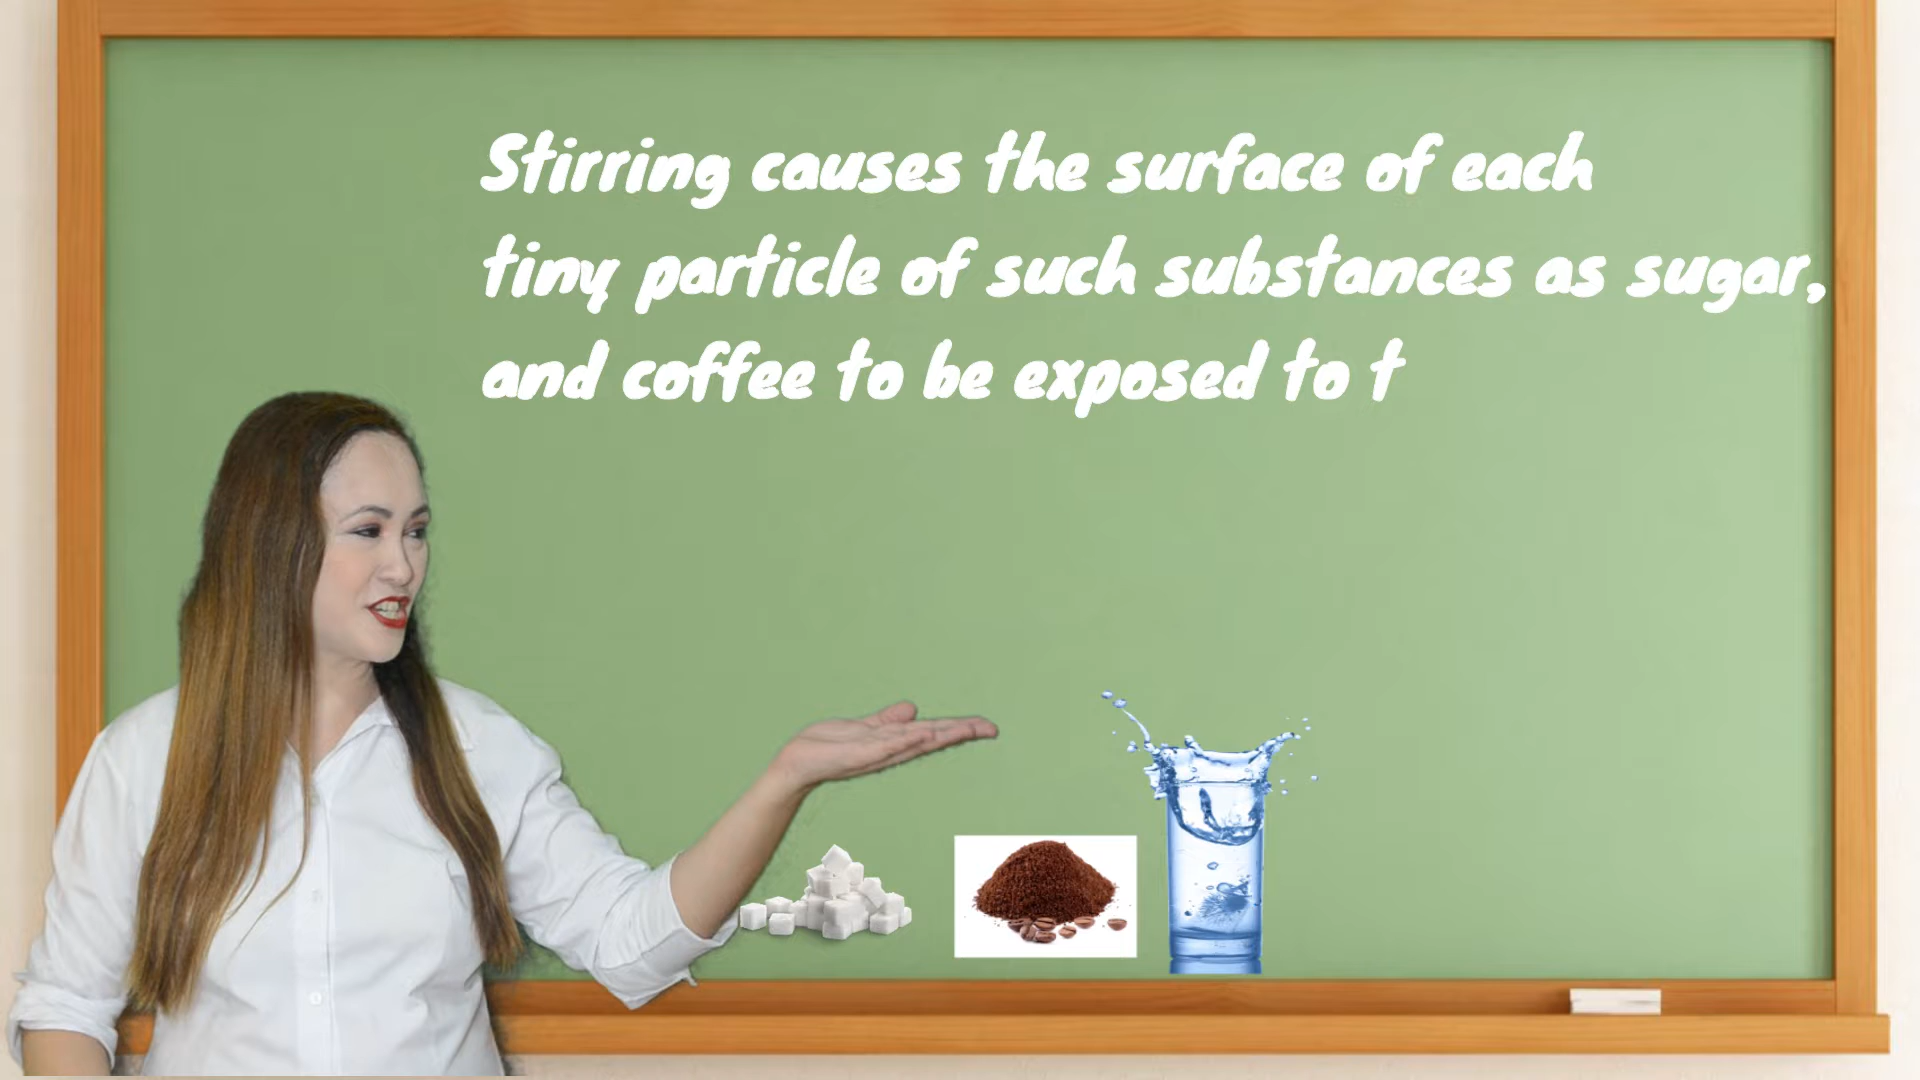 Stirring causes the surface of each
tiny particle of such substances as sugar,
and coffee to be exposed to t